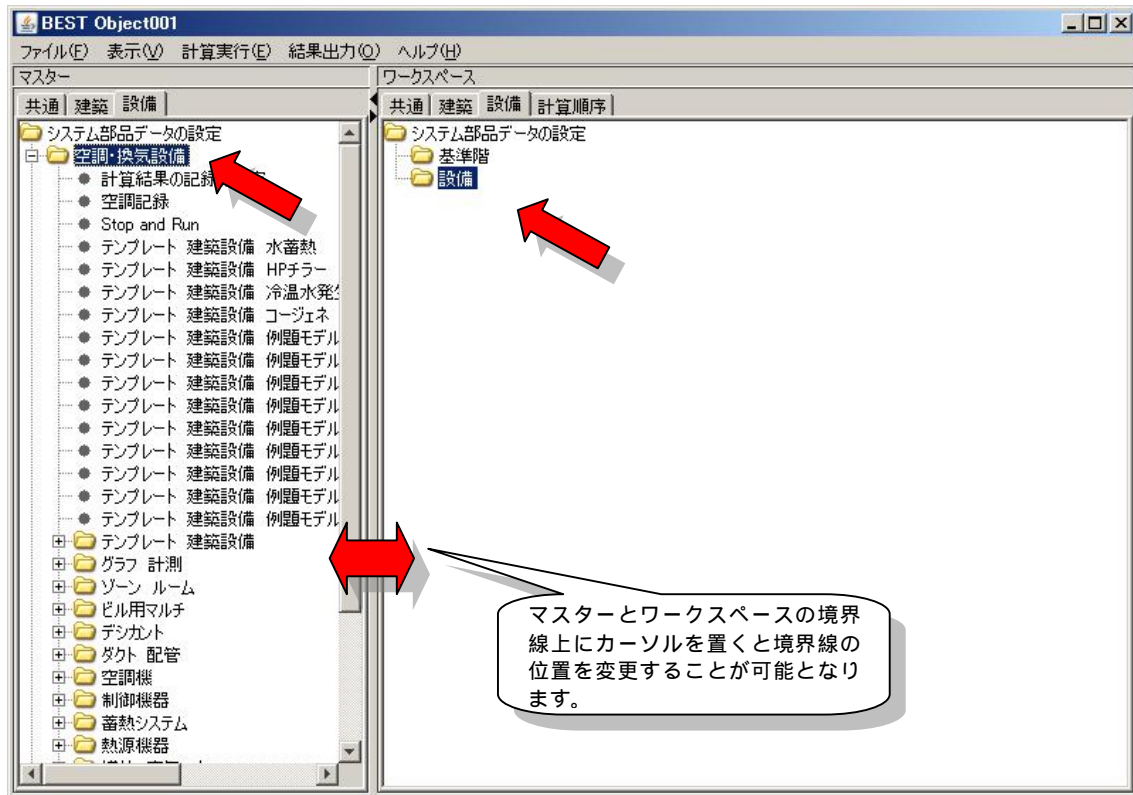 BEST Object001
ファイル(F) 表示(V) 計算実行(E) 結果出力(O) ヘルプ(H)
マスター
共通 建築 設備
システム部品データの設定
空調・換気設備
計算結果の記録
空調記録
Stop and Run
テンプレート 建築設備 水蓄熱
テンプレート 建築設備 HPチラー
テンプレート 建築設備 冷温水発
テンプレート 建築設備 コージェネ
テンプレート 建築設備 例題モデル
テンプレート 建築設備 例題モデル
テンプレート 建築設備 例題モデル
テンプレート 建築設備 例題モデル
テンプレート 建築設備 例題モデル
テンプレート 建築設備 例題モデル
テンプレート 建築設備 例題モデル
テンプレート 建築設備 例題モデル
テンプレート 建築設備 例題モデル
テンプレート 建築設備
グラフ 計測
ゾーン ルーム
ビル用マルチ
デシカント
ダクト 配管
空調機
制御機器
蓄熱システム
熱源機器
ワークスペース
共通 建築 設備 計算順序
システム部品データの設定
基準階
設備
マスターとワークスペースの境界
線上にカーソルを置くと境界線の
位置を変更することが可能となり
ます。